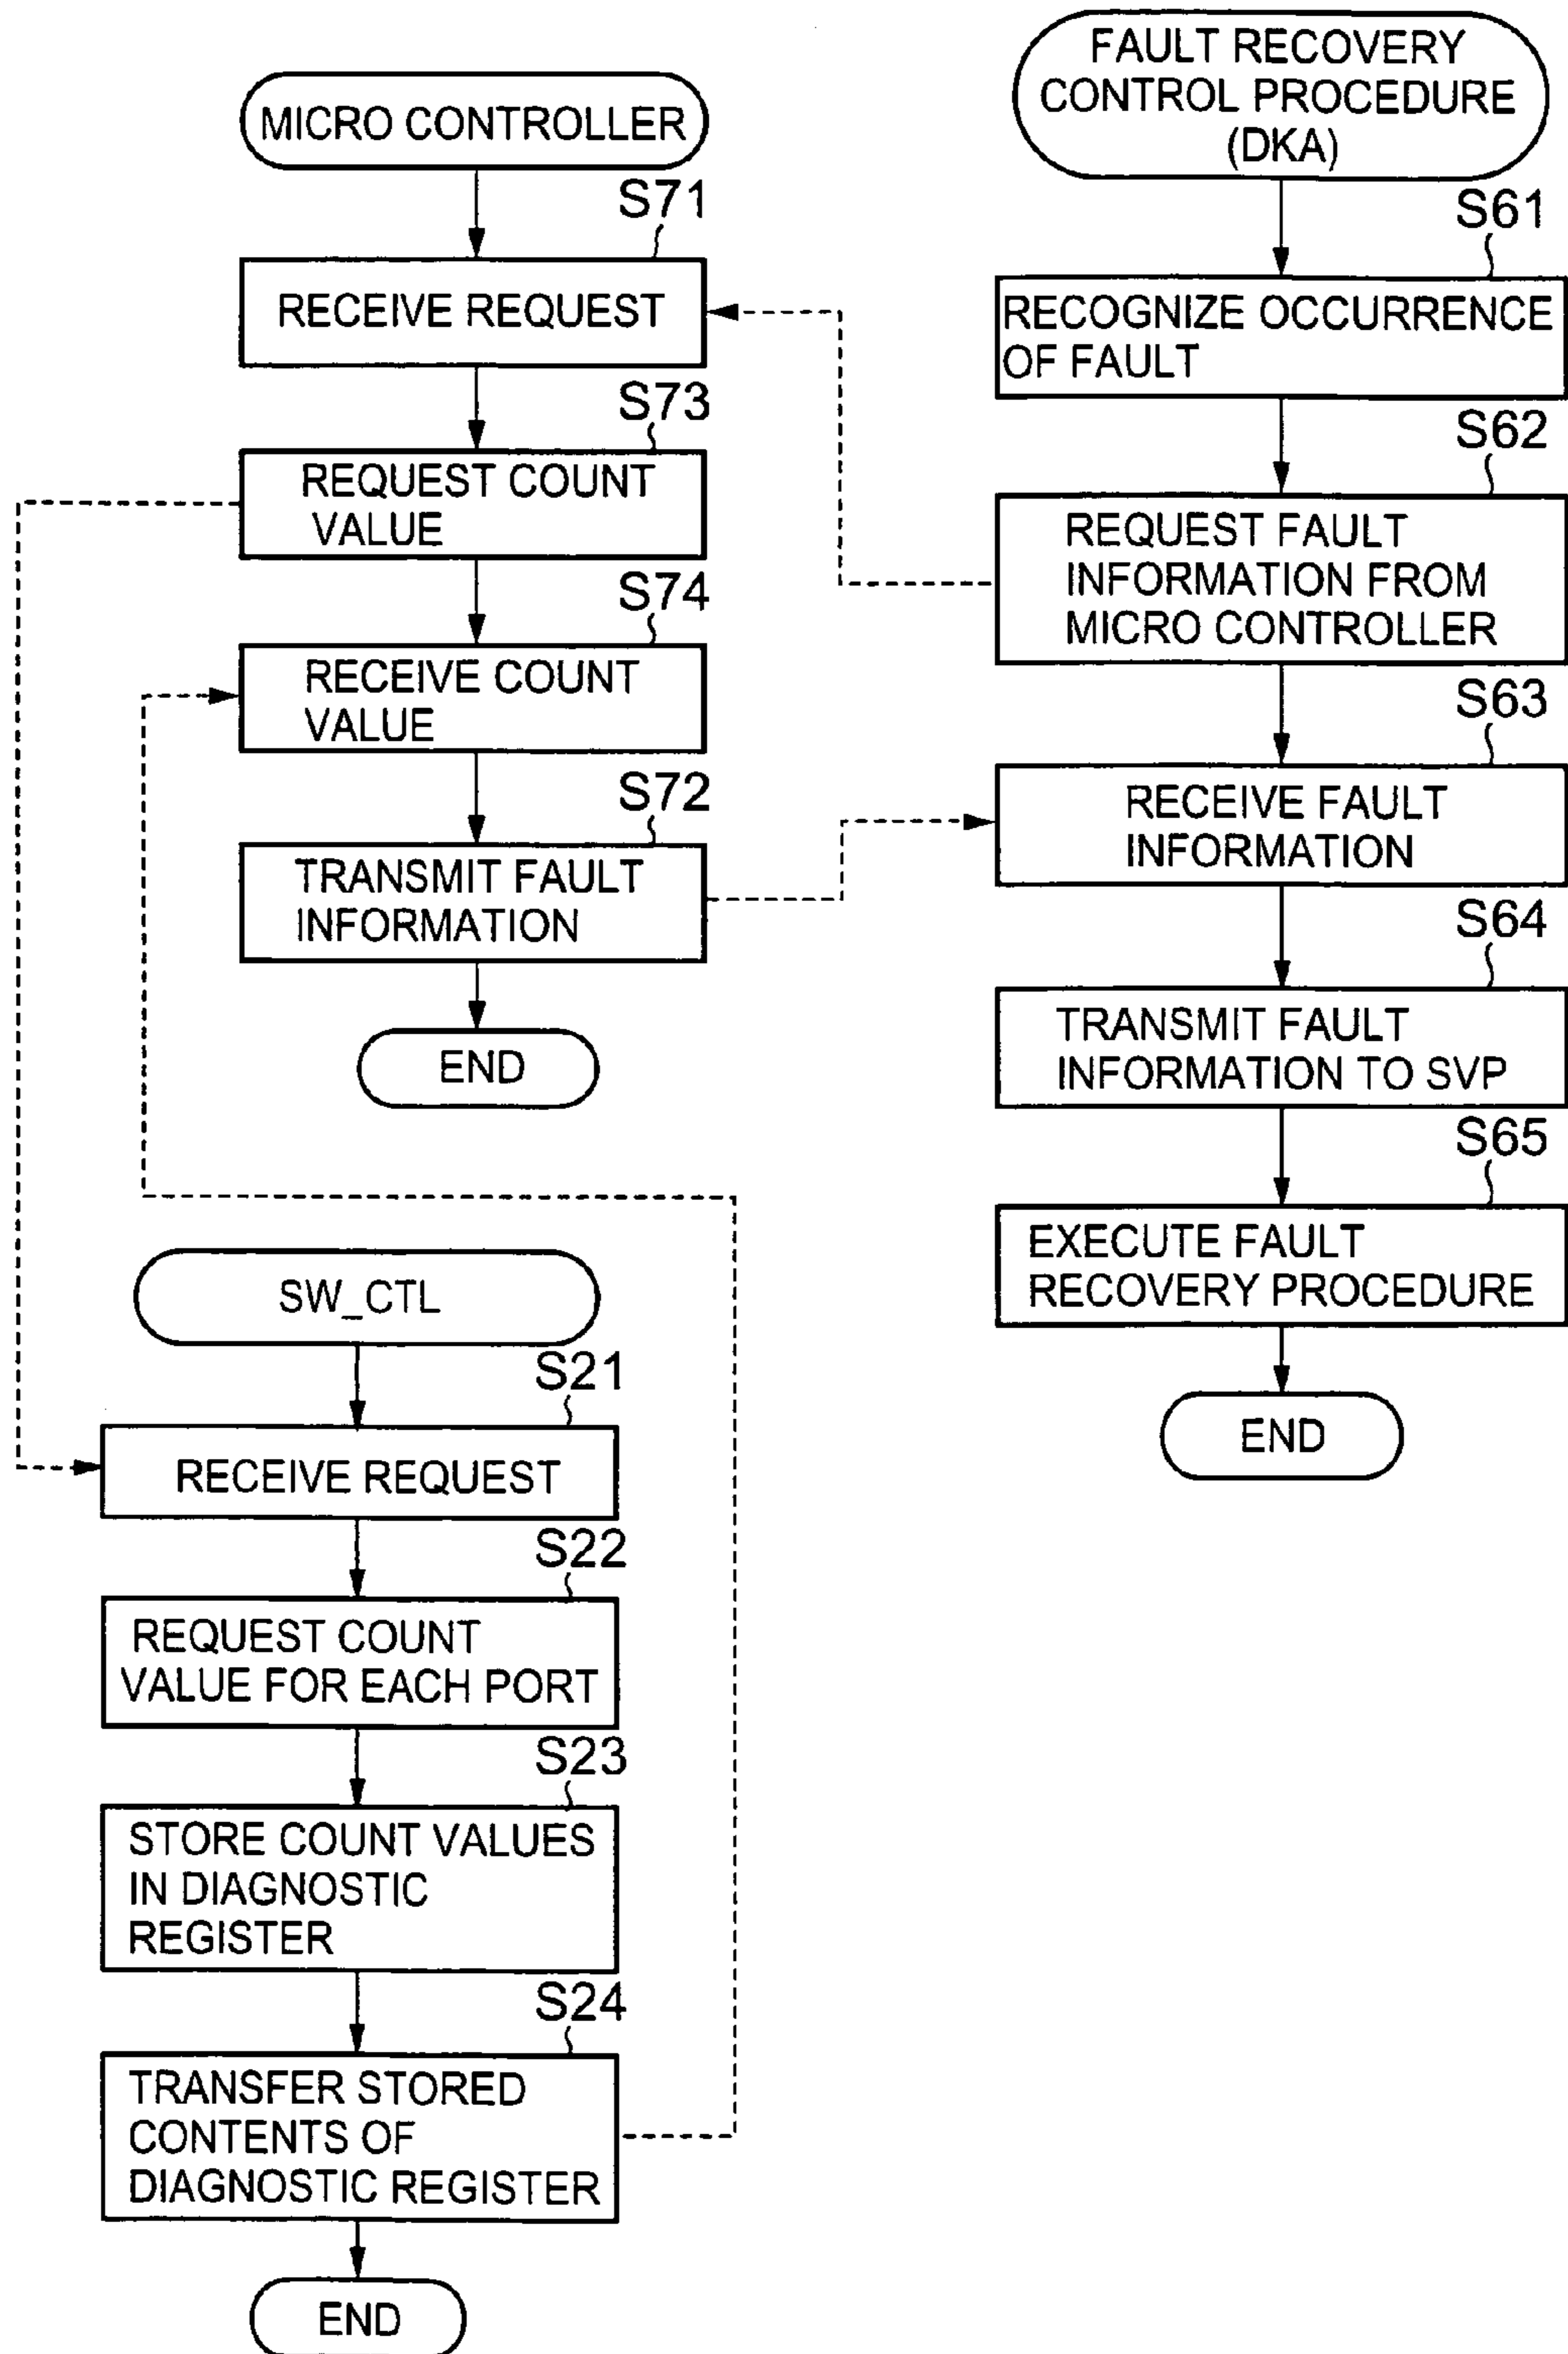 MICRO CONTROLLER
S71
RECEIVE REQUEST
S73
REQUEST COUNT
VALUE
S74
RECEIVE COUNT
VALUE
S72
TRANSMIT FAULT
INFORMATION
END
FAULT RECOVERY
CONTROL PROCEDURE
(DKA)
S61
RECOGNIZE OCCURRENCE
OF FAULT
S62
REQUEST FAULT
INFORMATION FROM
MICRO CONTROLLER
S63
RECEIVE FAULT
INFORMATION
S64
TRANSMIT FAULT
INFORMATION TO SVP
S65
EXECUTE FAULT
RECOVERY PROCEDURE
END
SW_CTL
S21
RECEIVE REQUEST
S22
REQUEST COUNT
VALUE FOR EACH PORT
S23
STORE COUNT VALUES
IN DIAGNOSTIC
REGISTER
S24
TRANSFER STORED
CONTENTS OF
DIAGNOSTIC REGISTER
END